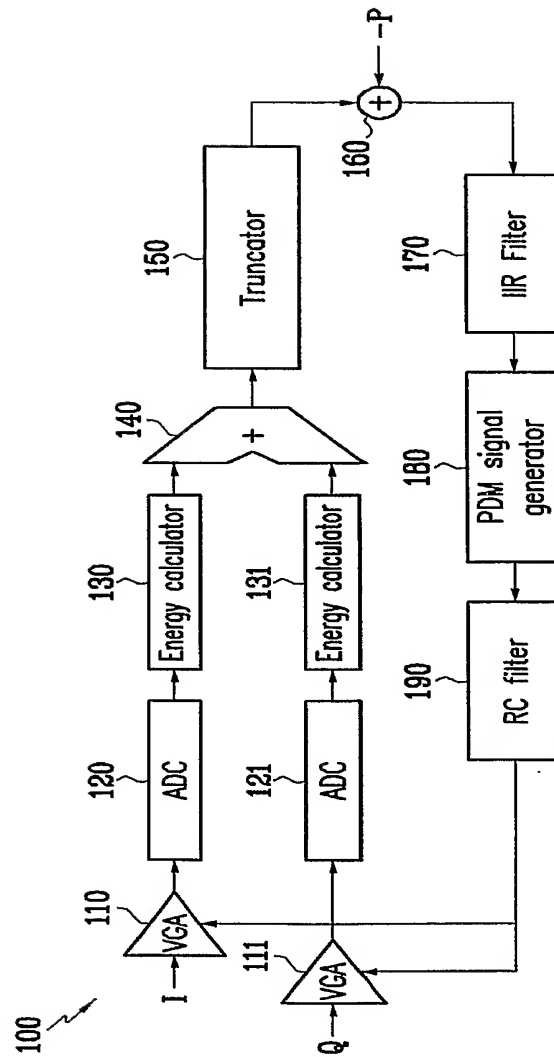 100
I
110
VGA
120
ADC
130
Energy calculator
140
+
150
Truncator
160
+
-P
Q
111
VGA
121
ADC
131
Energy calculator
190
RC filter
180
PDM signal
generator
170
IIR Filter